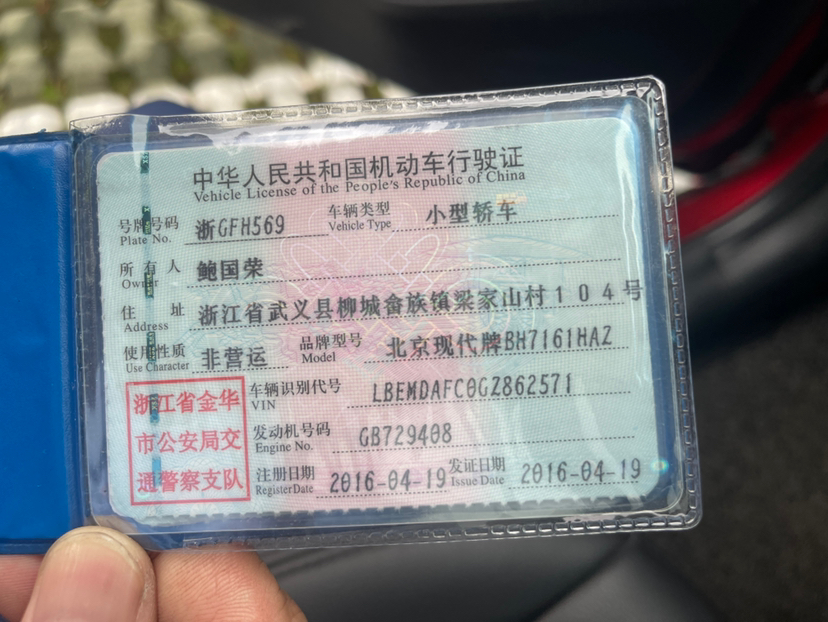 中华人民共和国机动车行驶证
Vehicle License of the People's Republic of China
号牌号码 浙GFH569 车辆类型 小型轿车
Plate No. Vehicle Type
所有人 鲍国荣
Owner
住址 浙江省武义县柳城畲族镇梁家山村104号
Address
使用性质 非营运 品牌型号 北京现代牌BH7161HAZ
Use Character Model
浙江省金华
市公安局交
通警察支队
车辆识别代号 LBEMDAFC0GZ862571
VIN
发动机号码 GB729408
Engine No.
注册日期 2016-04-19 发证日期 2016-04-19
Register Date Issue Date